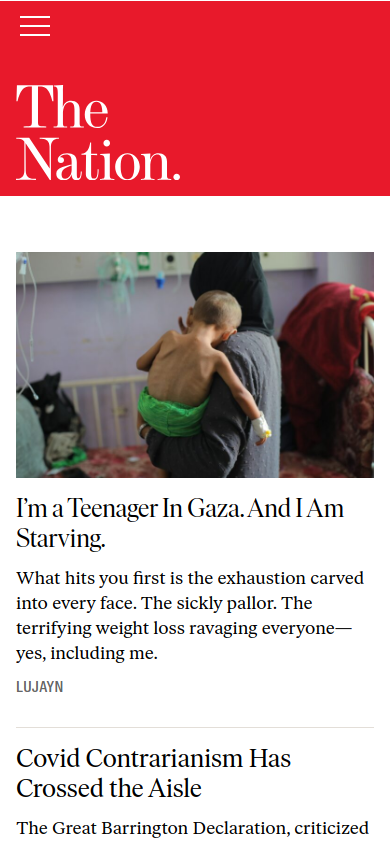 The
Nation.
I'm a Teenager In Gaza. And I Am
Starving.
What hits you first is the exhaustion carved
into every face. The sickly pallor. The
terrifying weight loss ravaging everyone—
yes, including me.
LUJAYN
Covid Contrarianism Has
Crossed the Aisle
The Great Barrington Declaration, criticized